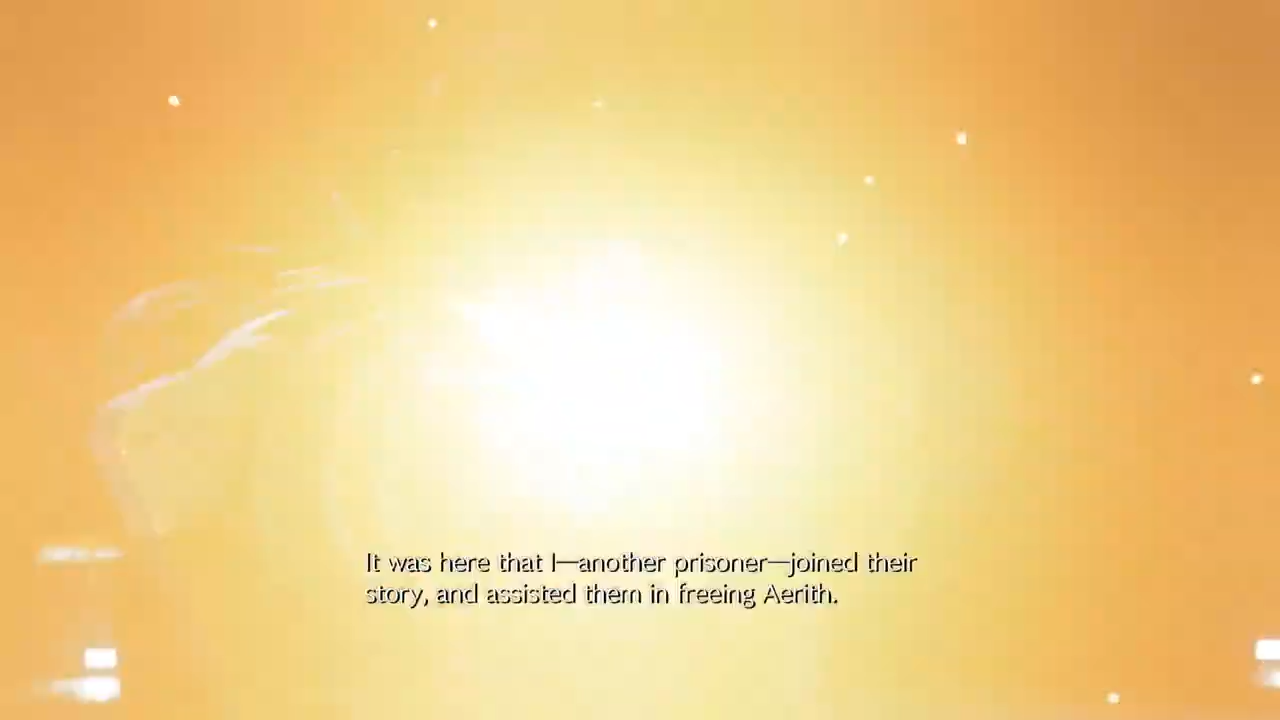 It was here that I—another prisoner—joined their
story, and assisted them in freeing Aerith.